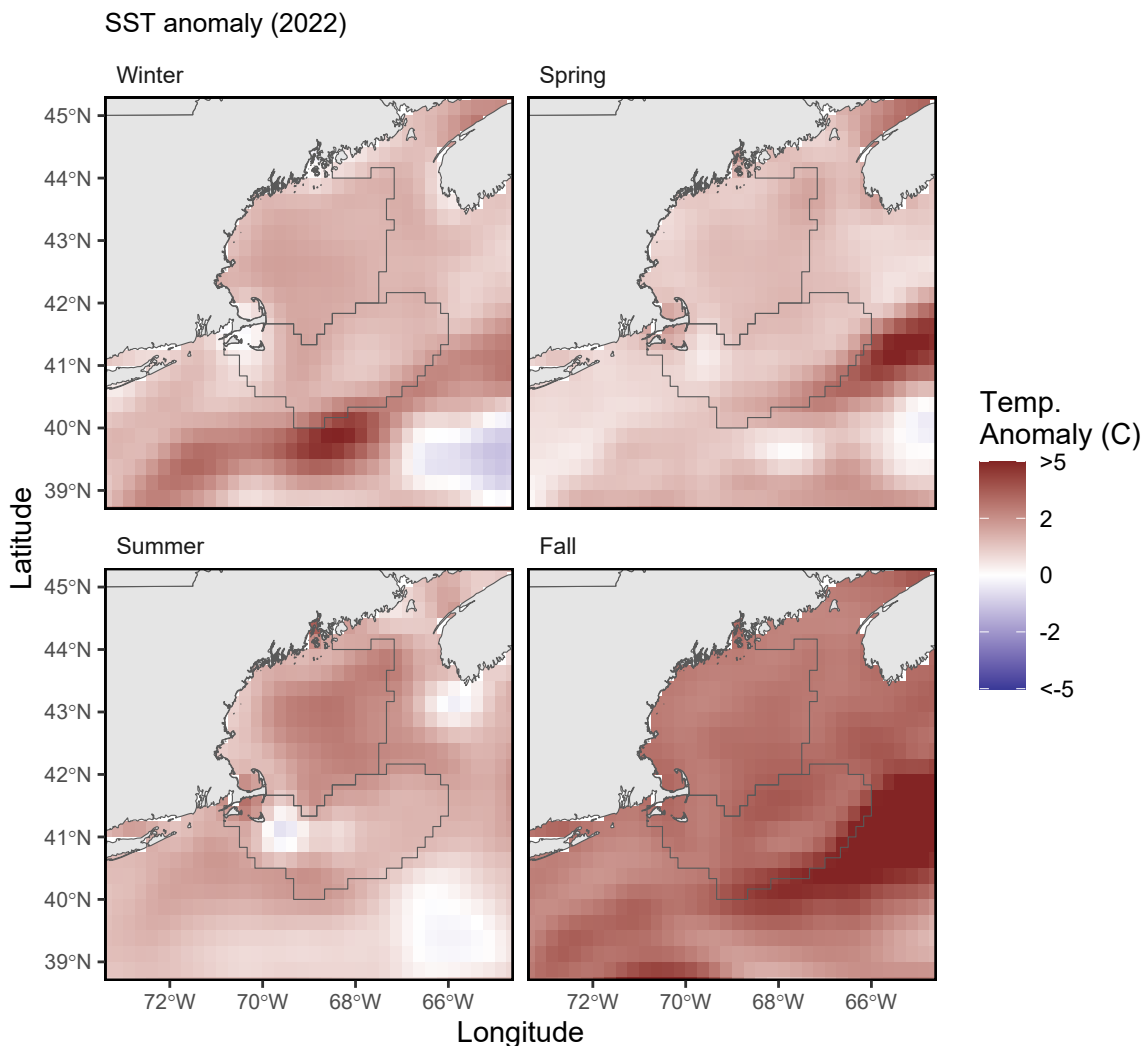 SST anomaly (2022)
Winter
Spring
45°N
44°N
43°N
42°N
41°N
40°N
39°N
Summer
Fall
45°N
44°N
43°N
42°N
41°N
40°N
39°N
72°W
70°W
68°W
66°W
72°W
70°W
68°W
66°W
Longitude
Latitude
Temp.
Anomaly (C)
>5
2
0
-2
<-5